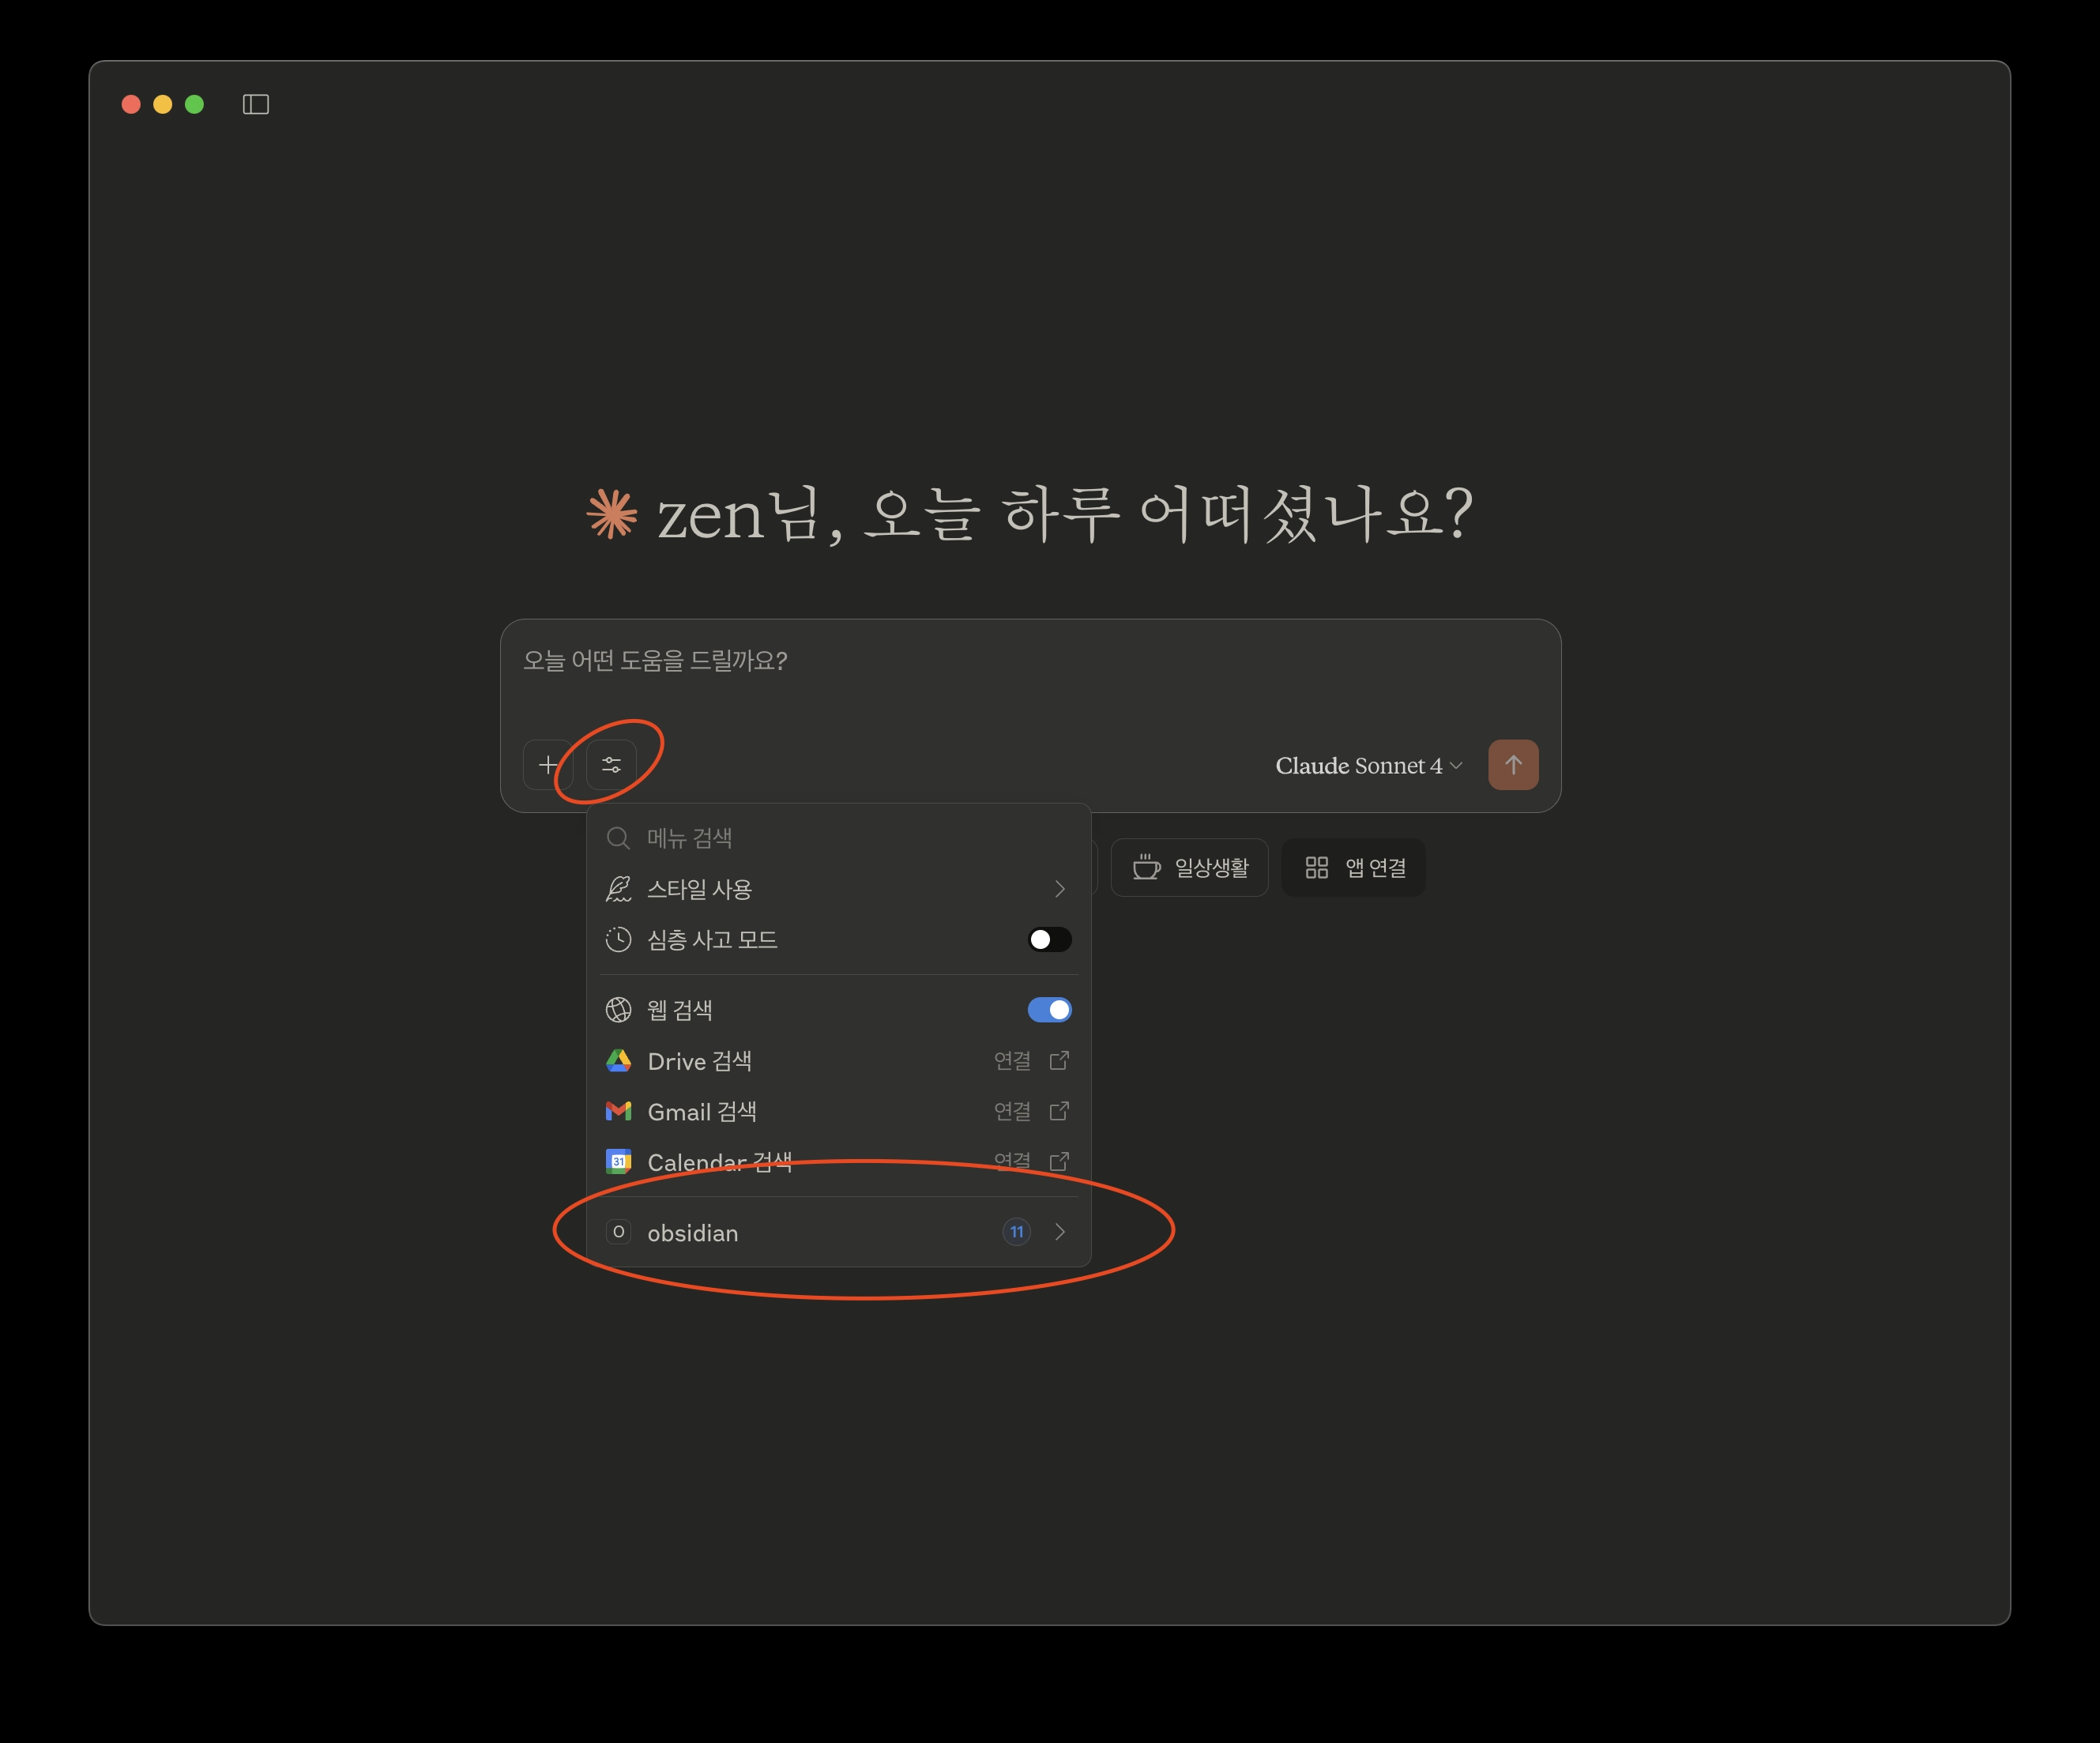 zen님, 오늘 하루 어떠셨나요?
오늘 어떤 도움을 드릴까요?
Claude Sonnet 4
메뉴 검색
스타일 사용
심층 사고 모드
웹 검색
Drive 검색 연결
Gmail 검색 연결
31 Calendar 검색 연결
O obsidian 11
일상생활
앱 연결